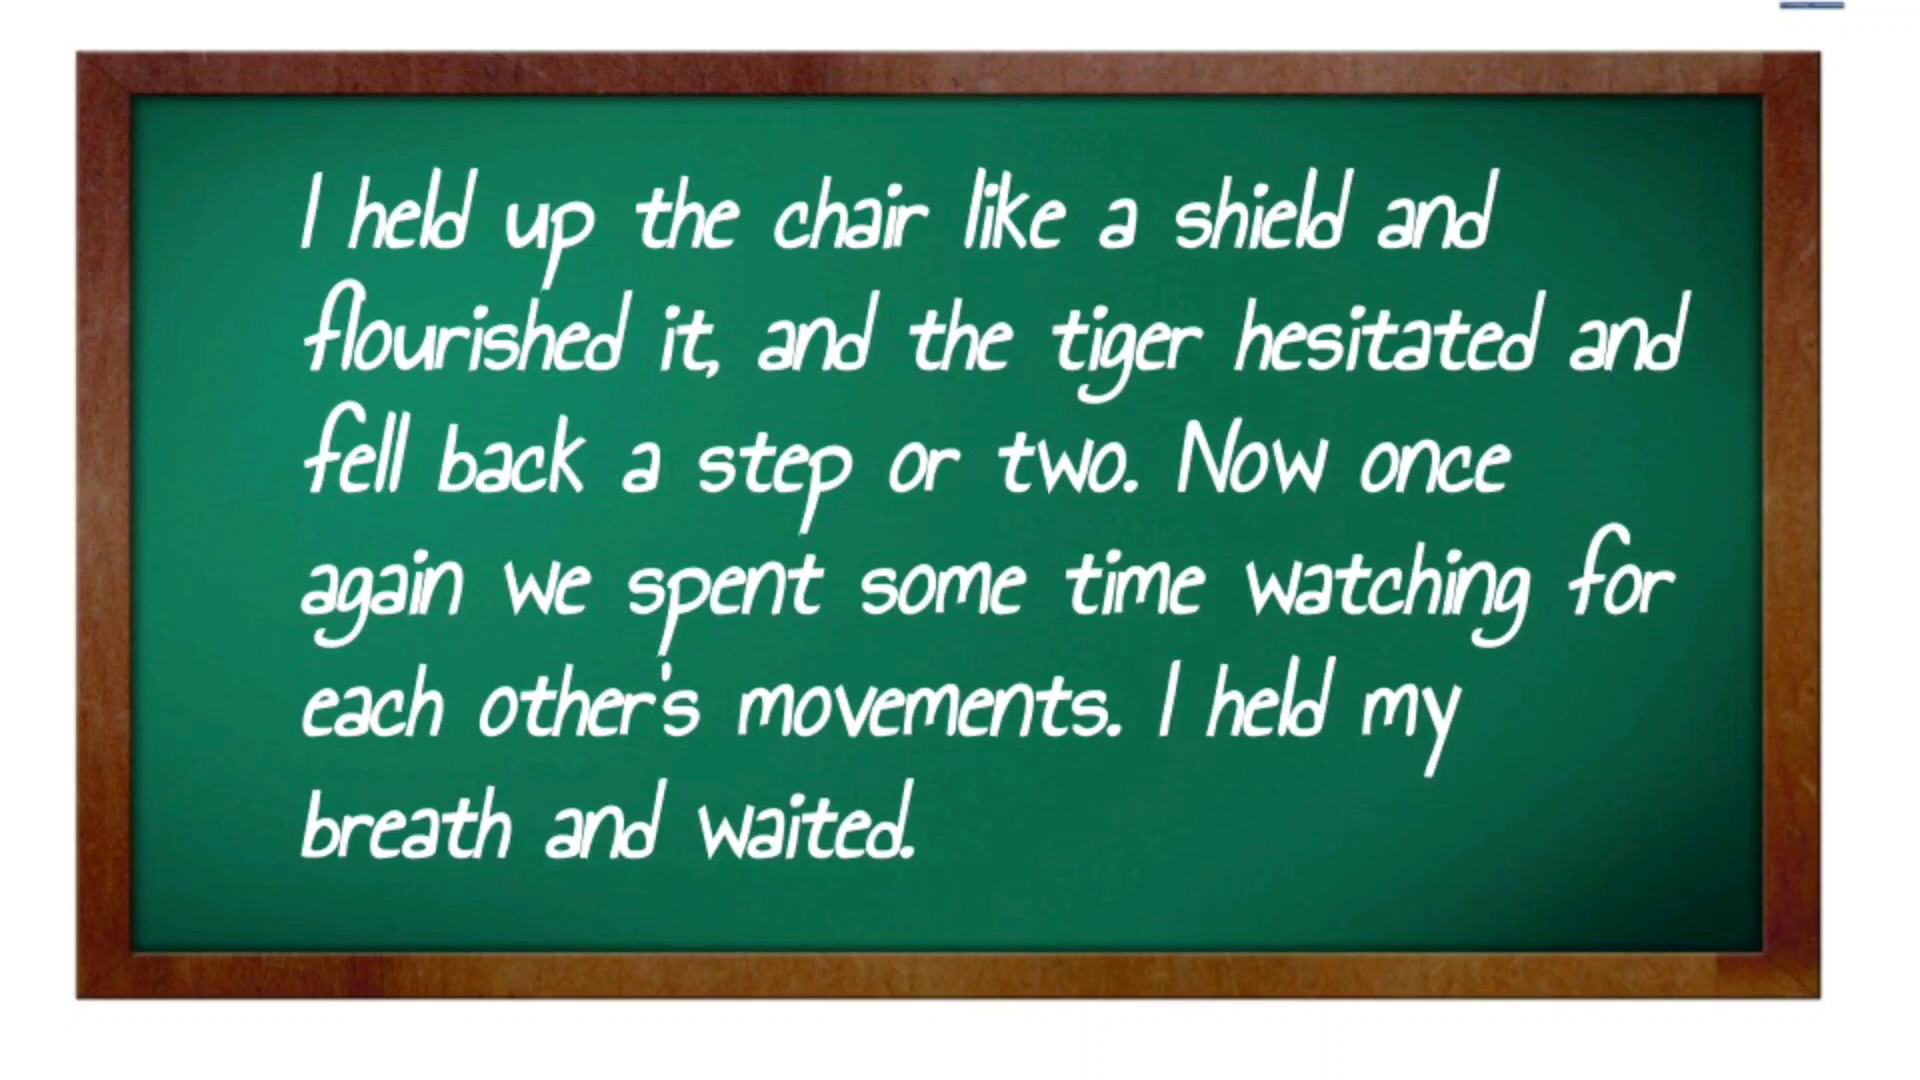 I held up the chair like a shield and
flourished it, and the tiger hesitated and
fell back a step or two. Now once
again we spent some time watching for
each other's movements. I held my
breath and waited.